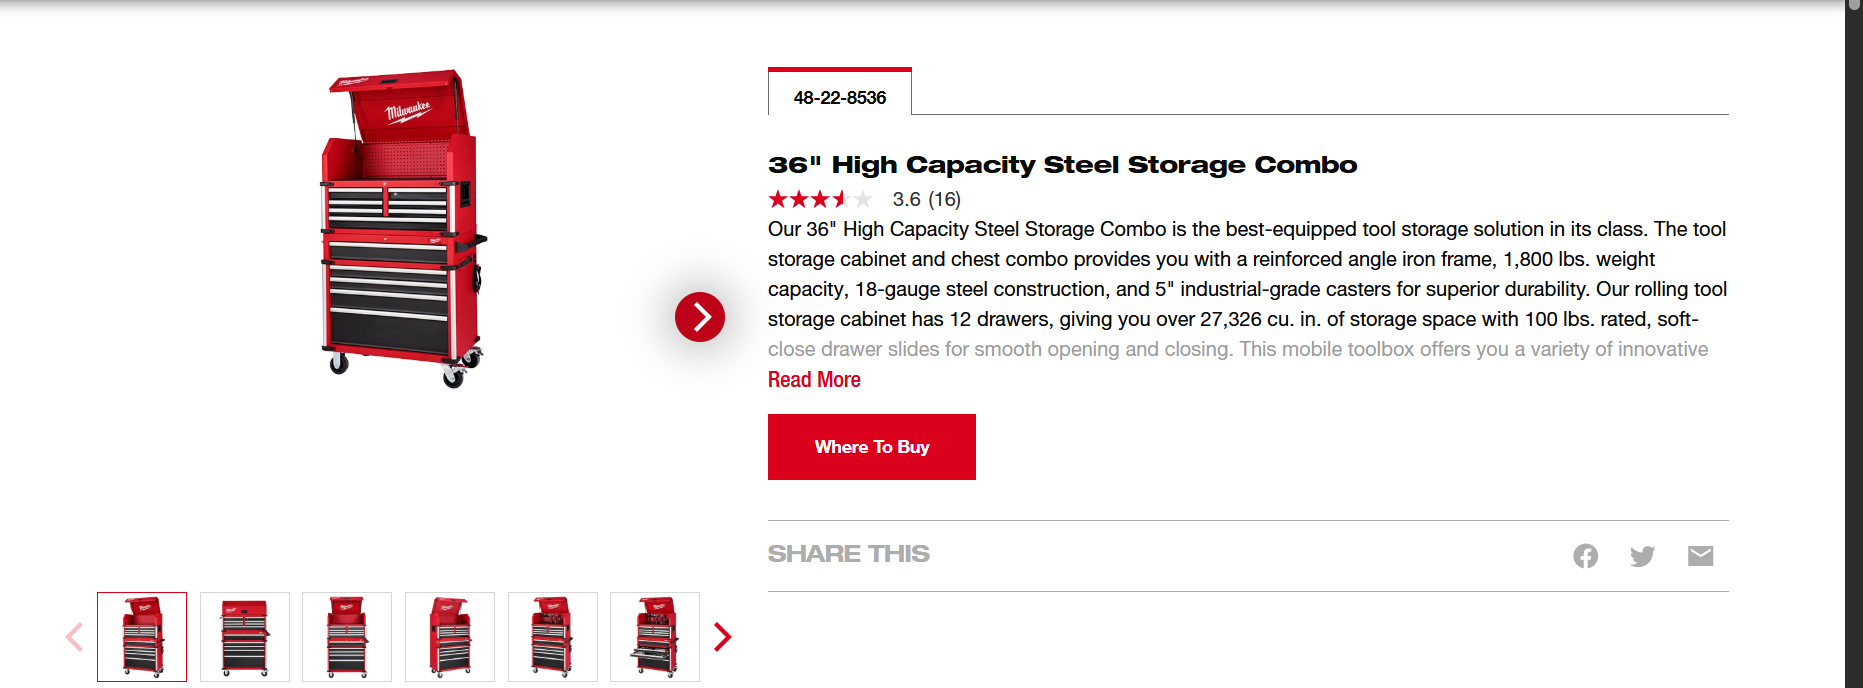 Milwaukee
Milwaukee
48-22-8536
36" High Capacity Steel Storage Combo
3.6 (16)
Our 36" High Capacity Steel Storage Combo is the best-equipped tool storage solution in its class. The tool
storage cabinet and chest combo provides you with a reinforced angle iron frame, 1,800 lbs. weight
capacity, 18-gauge steel construction, and 5" industrial-grade casters for superior durability. Our rolling tool
storage cabinet has 12 drawers, giving you over 27,326 cu. in. of storage space with 100 lbs. rated, soft-
close drawer slides for smooth opening and closing. This mobile toolbox offers you a variety of innovative
Read More
Where To Buy
SHARE THIS